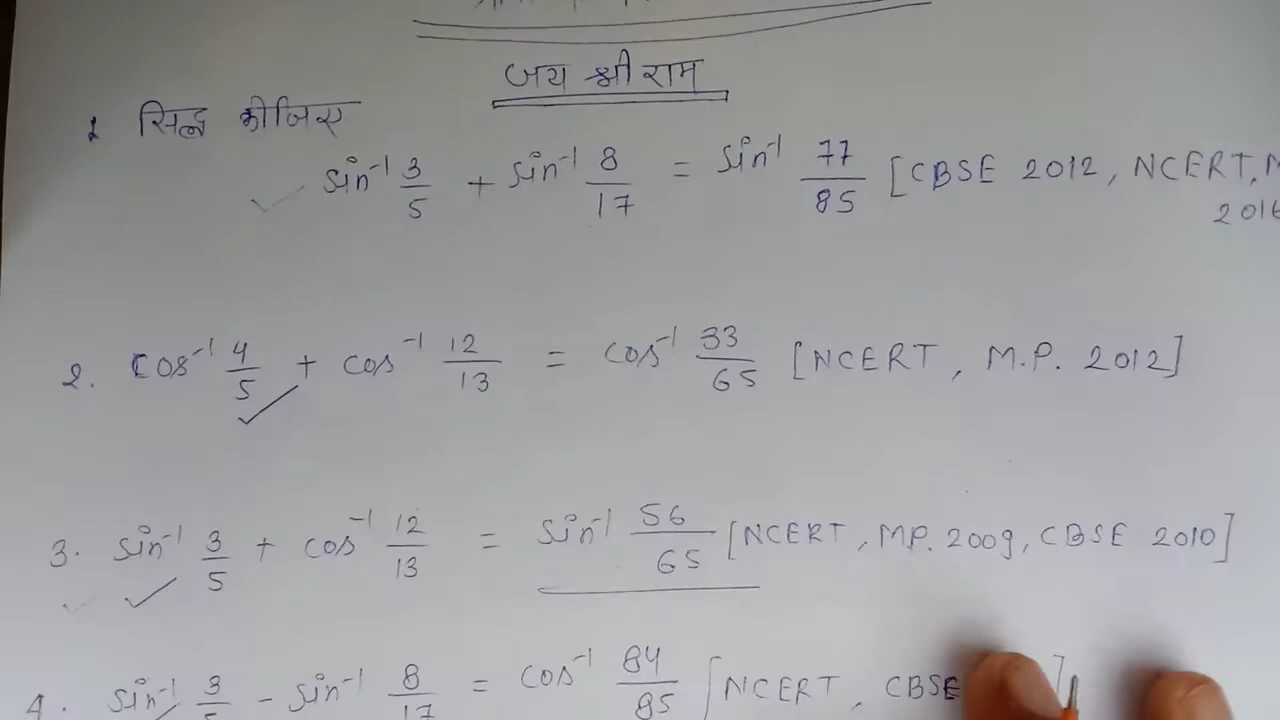 जय श्री राम
1 सिद्ध कीजिए
sin⁻¹ 3/5 + sin⁻¹ 8/17 = sin⁻¹ 77/85 [CBSE 2012, NCERT,
2. cos⁻¹ 4/5 + cos⁻¹ 12/13 = cos⁻¹ 33/65 [NCERT, M.P. 2012]
3. sin⁻¹ 3/5 + cos⁻¹ 12/13 = sin⁻¹ 56/65 [NCERT, M.P. 2009, CBSE 2010]
4. sin⁻¹ 3/5 - sin⁻¹ 8/17 = cos⁻¹ 84/85 [NCERT, CBSE ]